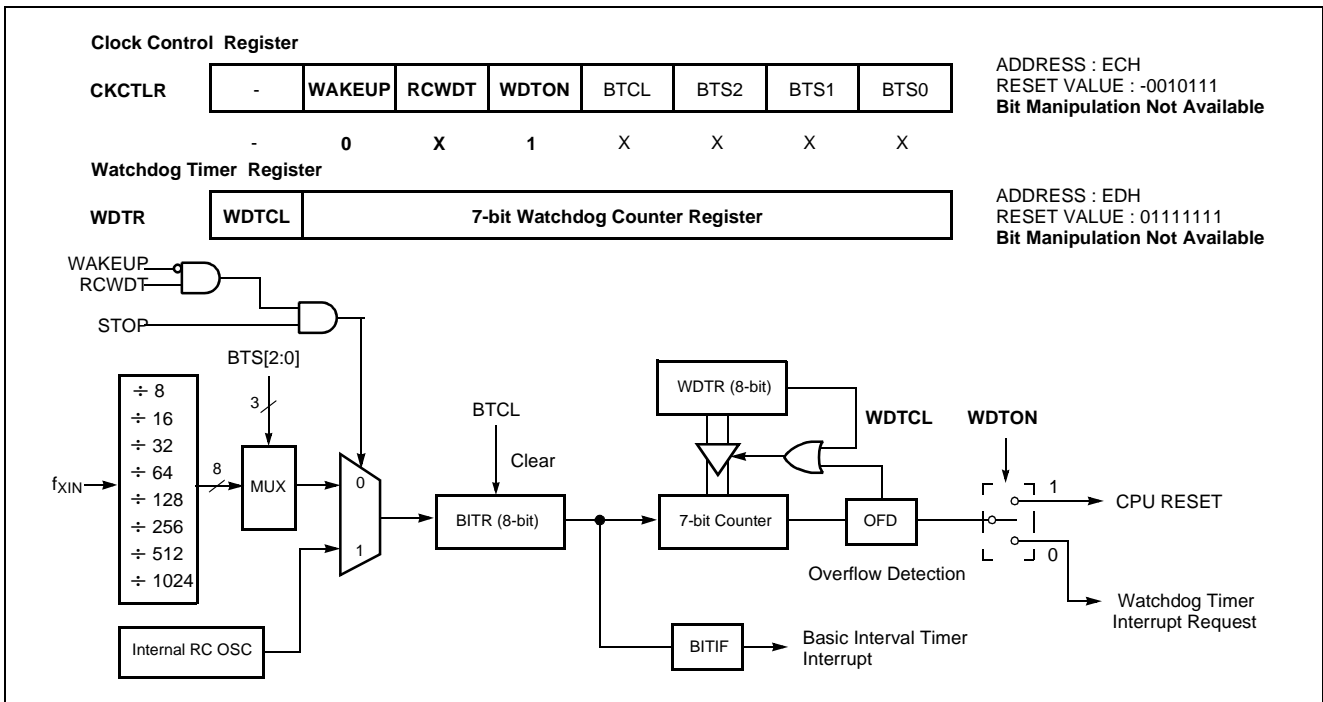 Clock Control Register
CKCTLR - WAKEUP RCWDT WDTON BTCL BTS2 BTS1 BTS0
ADDRESS : ECH
RESET VALUE : -0010111
Bit Manipulation Not Available
- 0 X 1 X X X X
Watchdog Timer Register
WDTR WDTCL 7-bit Watchdog Counter Register
ADDRESS : EDH
RESET VALUE : 01111111
Bit Manipulation Not Available
WAKEUP
RCWDT
STOP
BTS[2:0]
3
fXIN
÷ 8
÷ 16
÷ 32
÷ 64
÷ 128
÷ 256
÷ 512
÷ 1024
8
MUX
0
1
Internal RC OSC
BTCL
Clear
BITR (8-bit)
WDTR (8-bit)
WDTCL
7-bit Counter
OFD
Overflow Detection
WDTON
1
0
CPU RESET
Watchdog Timer
Interrupt Request
BITIF
Basic Interval Timer
Interrupt